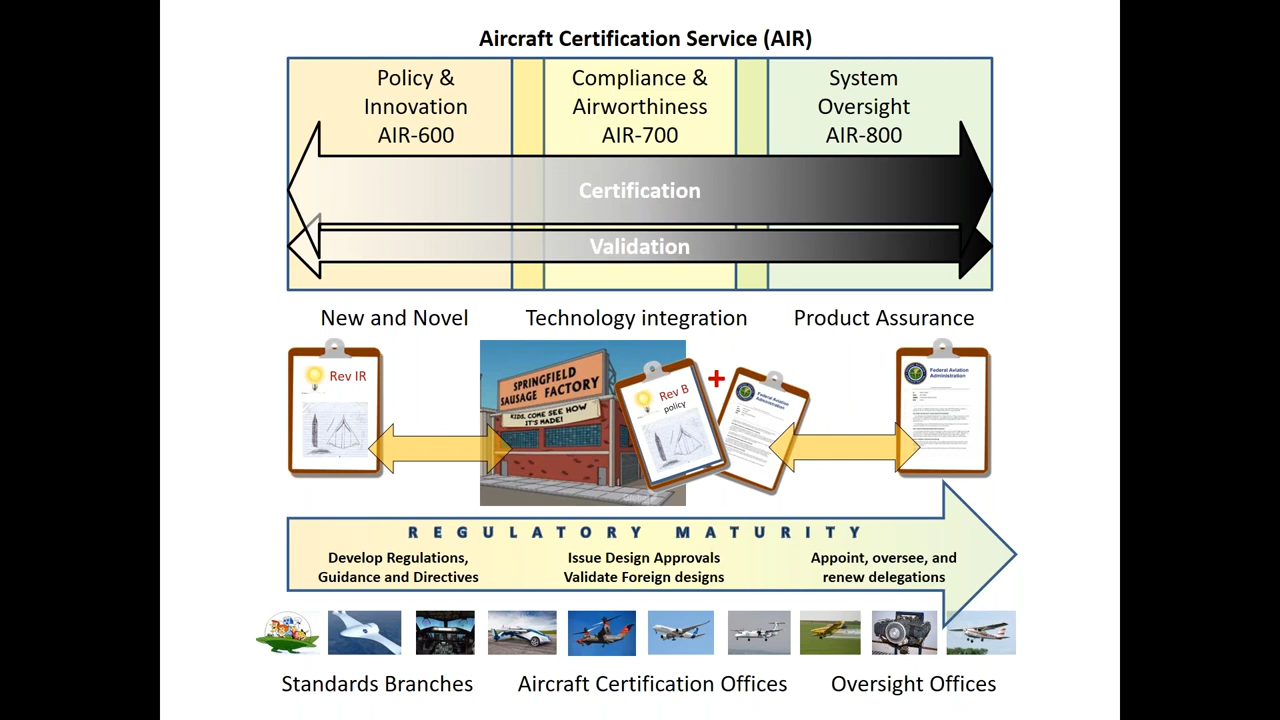 Aircraft Certification Service (AIR)
Policy &
Innovation
AIR-600
Compliance &
Airworthiness
AIR-700
System
Oversight
AIR-800
Certification
Validation
New and Novel
Technology integration
Product Assurance
Rev IR
SPRINGFIELD
SAUSAGE FACTORY
KIDS, COME SEE HOW
IT'S MADE!
Rev B
policy
+
Federal Aviation
Administration
Federal Aviation
Administration
REGULATORY MATURITY
Develop Regulations,
Guidance and Directives
Issue Design Approvals
Validate Foreign designs
Appoint, oversee, and
renew delegations
Standards Branches
Aircraft Certification Offices
Oversight Offices